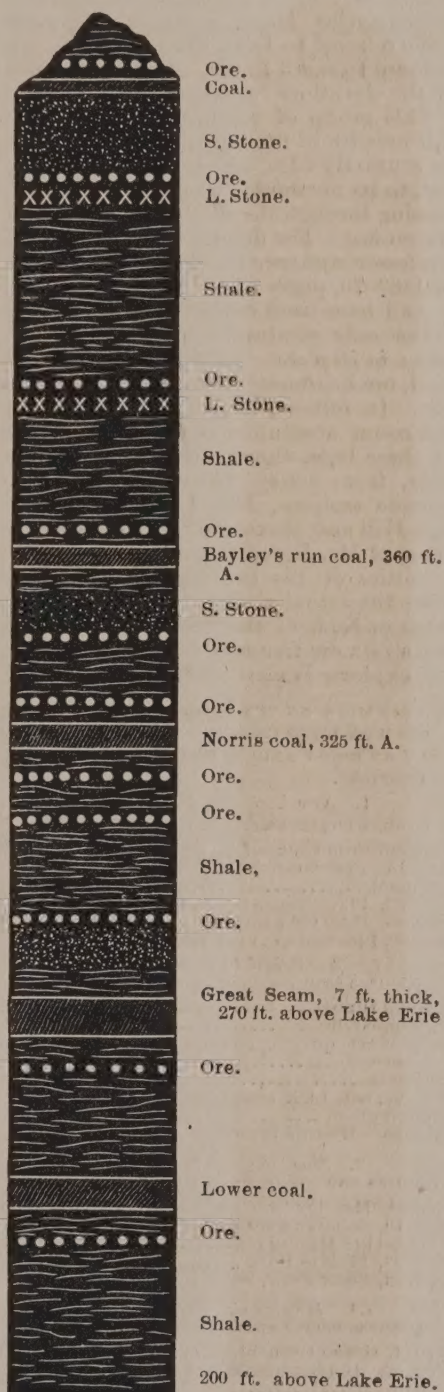 Ore.
Coal.
S. Stone.
Ore.
L. Stone.
Shale.
Ore.
L. Stone.
Shale.
Ore.
Bayley's run coal, 360 ft.
A.
S. Stone.
Ore.
Ore.
Norris coal, 325 ft. A.
Ore.
Ore.
Shale,
Ore.
Great Seam, 7 ft. thick,
270 ft. above Lake Erie
Ore.
Lower coal.
Ore.
Shale.
200 ft. above Lake Erie.